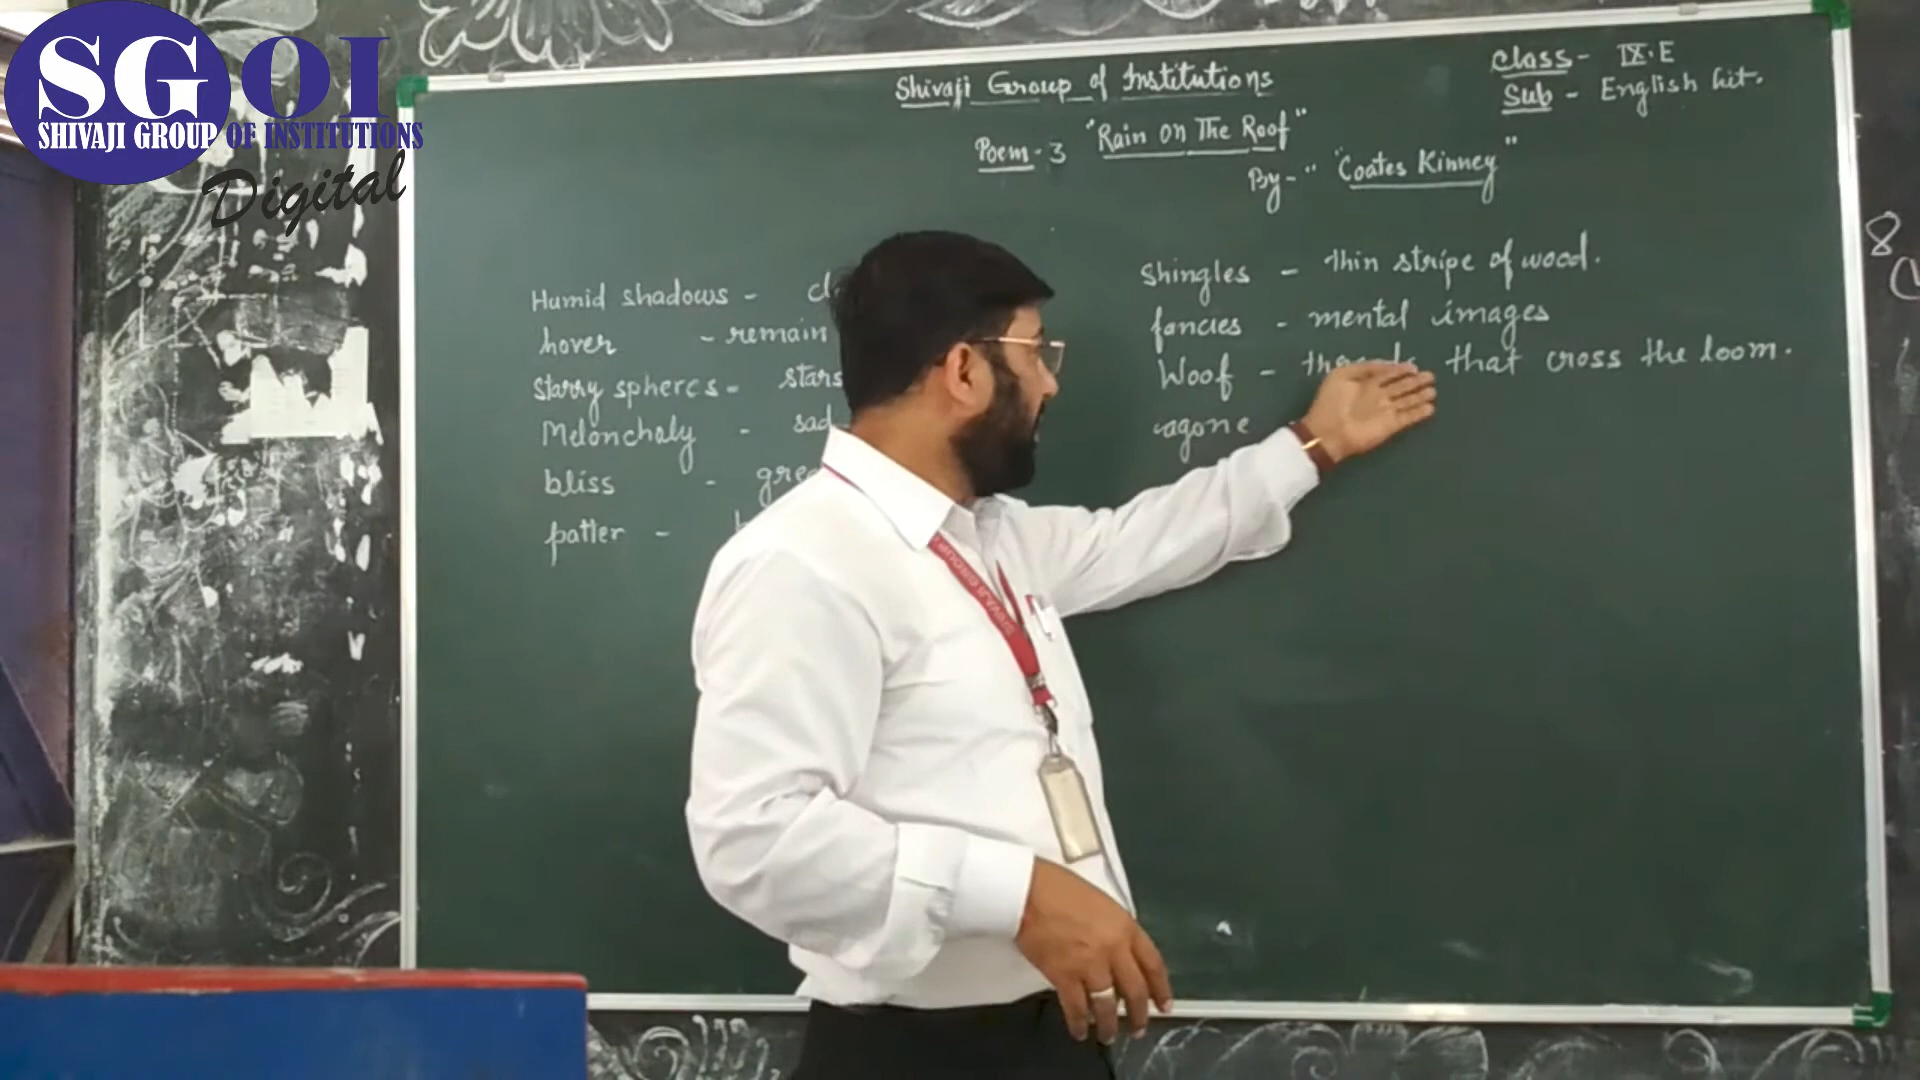 SGOI
SHIVAJI GROUP OF INSTITUTIONS
Digital
Shivaji Group of Institutions
Class - IX.E
Sub - English Lit.
Poem - 3 "Rain on The Roof"
By - " "Coates Kinney"
Humid shadows -
hover - remain
Starry spheres - stars
Meloncholy - sad
bliss -
patter -
Shingles - thin stripe of wood.
fancies - mental images
Woof - that cross the loom.
agone
8